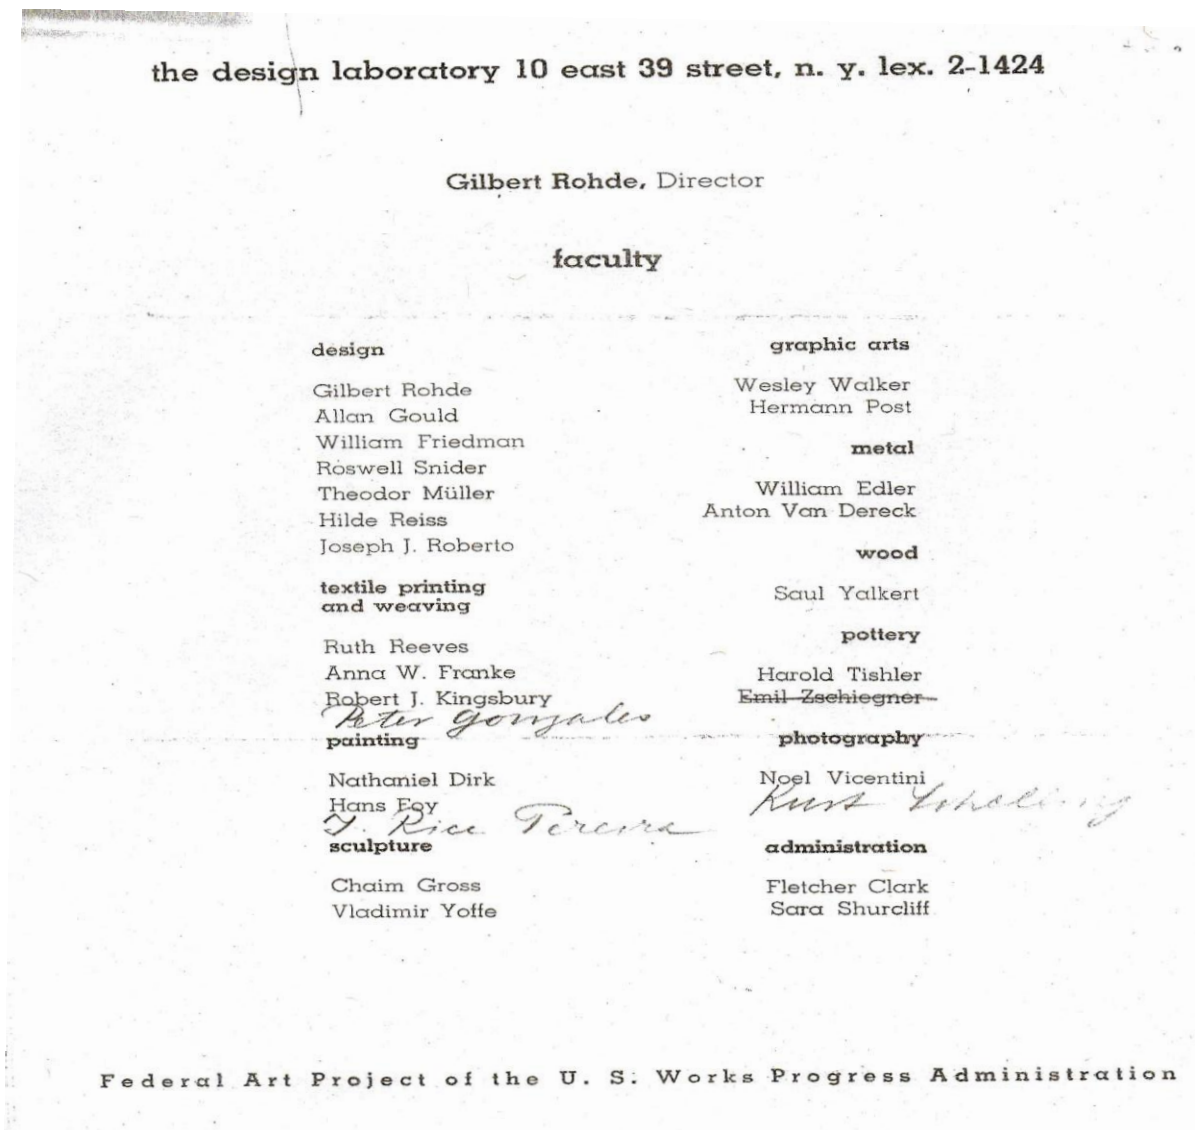 the design laboratory 10 east 39 street, n. y. lex. 2-1424
Gilbert Rohde, Director
faculty
design
Gilbert Rohde
Allan Gould
William Friedman
Roswell Snider
Theodor Müller
Hilde Reiss
Joseph J. Roberto
textile printing
and weaving
Ruth Reeves
Anna W. Franke
Robert J. Kingsbury
Peter Gonzales
painting
Nathaniel Dirk
Hans Foy
I. Rice Pereira
sculpture
Chaim Gross
Vladimir Yoffe
graphic arts
Wesley Walker
Hermann Post
metal
William Edler
Anton Van Dereck
wood
Saul Yalkert
pottery
Harold Tishler
Emil Zschiegner
photography
Noel Vicentini
Kurt
administration
Fletcher Clark
Sara Shurcliff
Federal Art Project of the U. S. Works Progress Administration